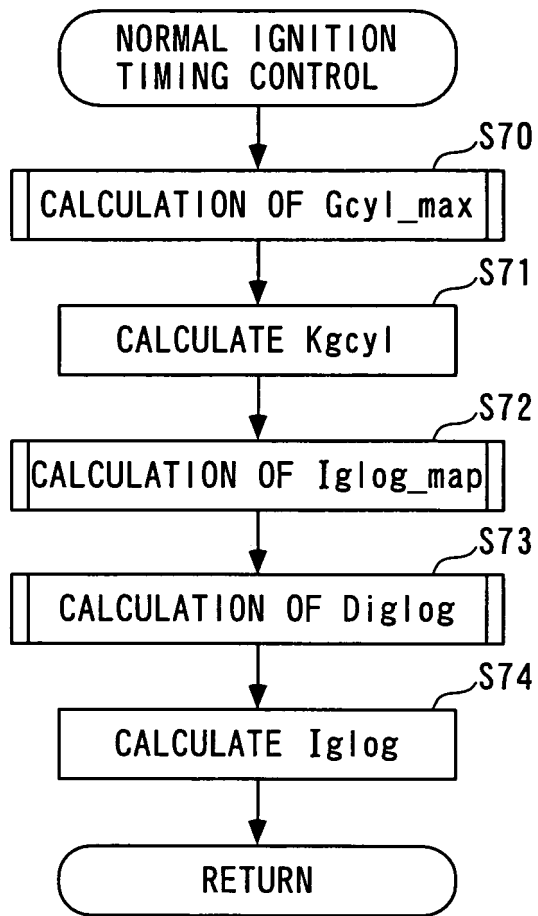 NORMAL IGNITION
TIMING CONTROL
S70
CALCULATION OF Gcyl_max
S71
CALCULATE Kgcyl
S72
CALCULATION OF Iglog_map
S73
CALCULATION OF Diglog
S74
CALCULATE Iglog
RETURN